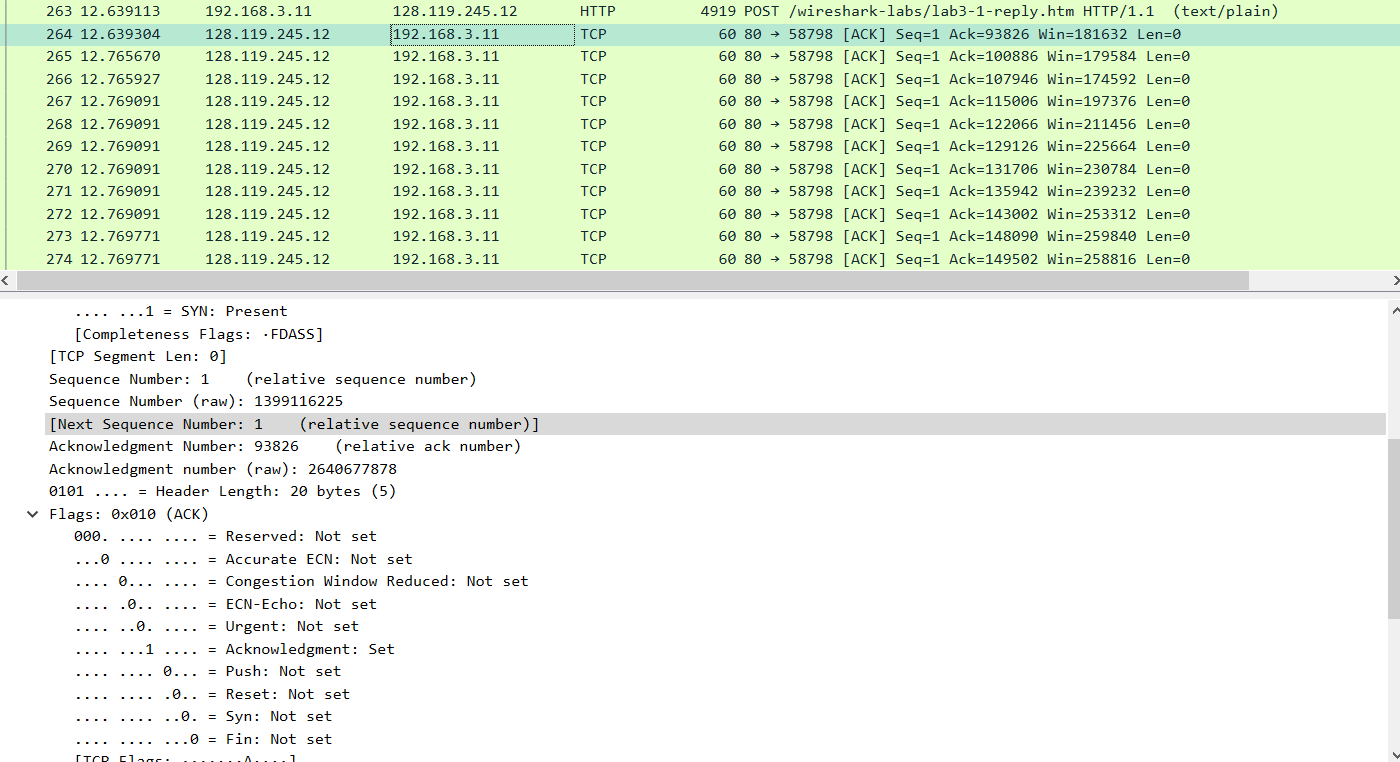 263 12.639113 192.168.3.11 128.119.245.12 HTTP 4919 POST /wireshark-labs/lab3-1-reply.htm HTTP/1.1 (text/plain)
264 12.639304 128.119.245.12 192.168.3.11 TCP 60 80 → 58798 [ACK] Seq=1 Ack=93826 Win=181632 Len=0
265 12.765670 128.119.245.12 192.168.3.11 TCP 60 80 → 58798 [ACK] Seq=1 Ack=100886 Win=179584 Len=0
266 12.765927 128.119.245.12 192.168.3.11 TCP 60 80 → 58798 [ACK] Seq=1 Ack=107946 Win=174592 Len=0
267 12.769091 128.119.245.12 192.168.3.11 TCP 60 80 → 58798 [ACK] Seq=1 Ack=115006 Win=197376 Len=0
268 12.769091 128.119.245.12 192.168.3.11 TCP 60 80 → 58798 [ACK] Seq=1 Ack=122066 Win=211456 Len=0
269 12.769091 128.119.245.12 192.168.3.11 TCP 60 80 → 58798 [ACK] Seq=1 Ack=129126 Win=225664 Len=0
270 12.769091 128.119.245.12 192.168.3.11 TCP 60 80 → 58798 [ACK] Seq=1 Ack=131706 Win=230784 Len=0
271 12.769091 128.119.245.12 192.168.3.11 TCP 60 80 → 58798 [ACK] Seq=1 Ack=135942 Win=239232 Len=0
272 12.769091 128.119.245.12 192.168.3.11 TCP 60 80 → 58798 [ACK] Seq=1 Ack=143002 Win=253312 Len=0
273 12.769771 128.119.245.12 192.168.3.11 TCP 60 80 → 58798 [ACK] Seq=1 Ack=148090 Win=259840 Len=0
274 12.769771 128.119.245.12 192.168.3.11 TCP 60 80 → 58798 [ACK] Seq=1 Ack=149502 Win=258816 Len=0
.... ...1 = SYN: Present
[Completeness Flags: ·FDASS]
[TCP Segment Len: 0]
Sequence Number: 1 (relative sequence number)
Sequence Number (raw): 1399116225
[Next Sequence Number: 1 (relative sequence number)]
Acknowledgment Number: 93826 (relative ack number)
Acknowledgment number (raw): 2640677878
0101 .... = Header Length: 20 bytes (5)
Flags: 0x010 (ACK)
000. .... .... = Reserved: Not set
...0 .... .... = Accurate ECN: Not set
.... 0... .... = Congestion Window Reduced: Not set
.... .0.. .... = ECN-Echo: Not set
.... ..0. .... = Urgent: Not set
.... ...1 .... = Acknowledgment: Set
.... .... 0... = Push: Not set
.... .... .0.. = Reset: Not set
.... .... ..0. = Syn: Not set
.... .... ...0 = Fin: Not set
[TCP Flags: ·······A····]